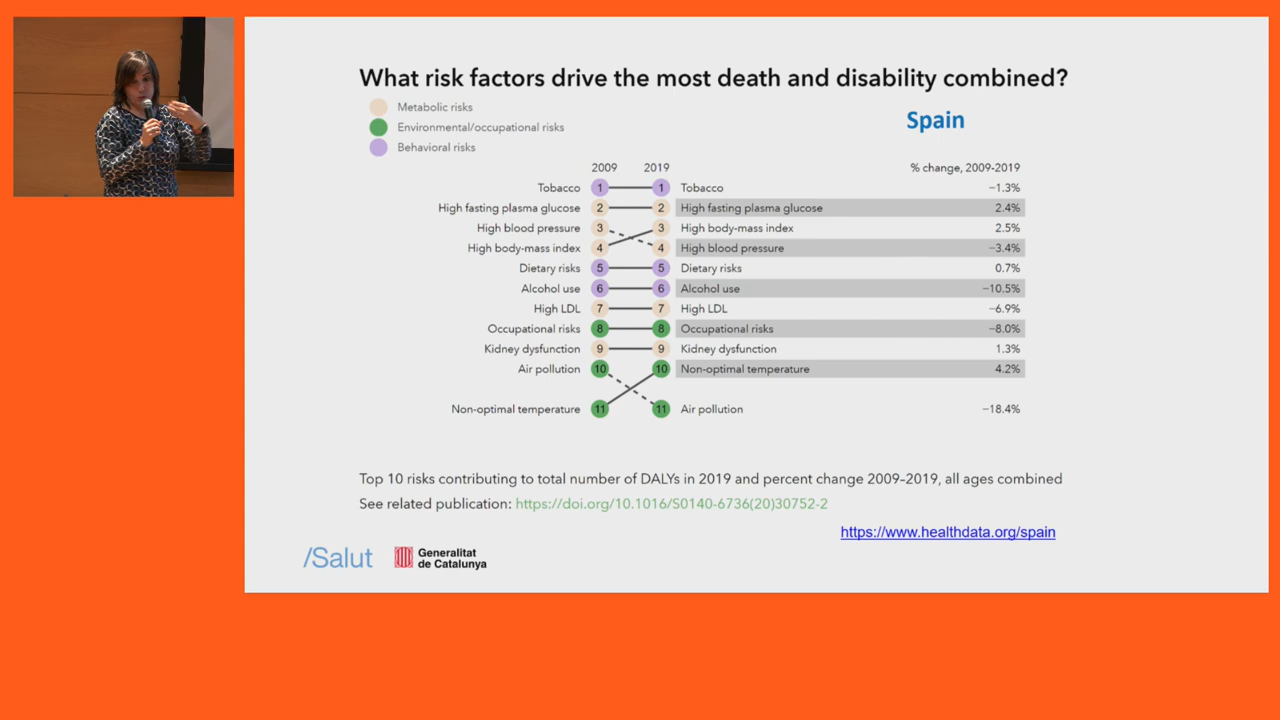 What risk factors drive the most death and disability combined?
Metabolic risks
Environmental/occupational risks
Behavioral risks
Spain
2009 2019 % change, 2009-2019
Tobacco 1 1 Tobacco −1.3%
High fasting plasma glucose 2 2 High fasting plasma glucose 2.4%
High blood pressure 3 3 High body-mass index 2.5%
High body-mass index 4 4 High blood pressure −3.4%
Dietary risks 5 5 Dietary risks 0.7%
Alcohol use 6 6 Alcohol use −10.5%
High LDL 7 7 High LDL −6.9%
Occupational risks 8 8 Occupational risks −8.0%
Kidney dysfunction 9 9 Kidney dysfunction 1.3%
Air pollution 10 10 Non-optimal temperature 4.2%
Non-optimal temperature 11 11 Air pollution −18.4%
Top 10 risks contributing to total number of DALYs in 2019 and percent change 2009–2019, all ages combined
See related publication: https://doi.org/10.1016/S0140-6736(20)30752-2
https://www.healthdata.org/spain
/Salut
Generalitat
de Catalunya